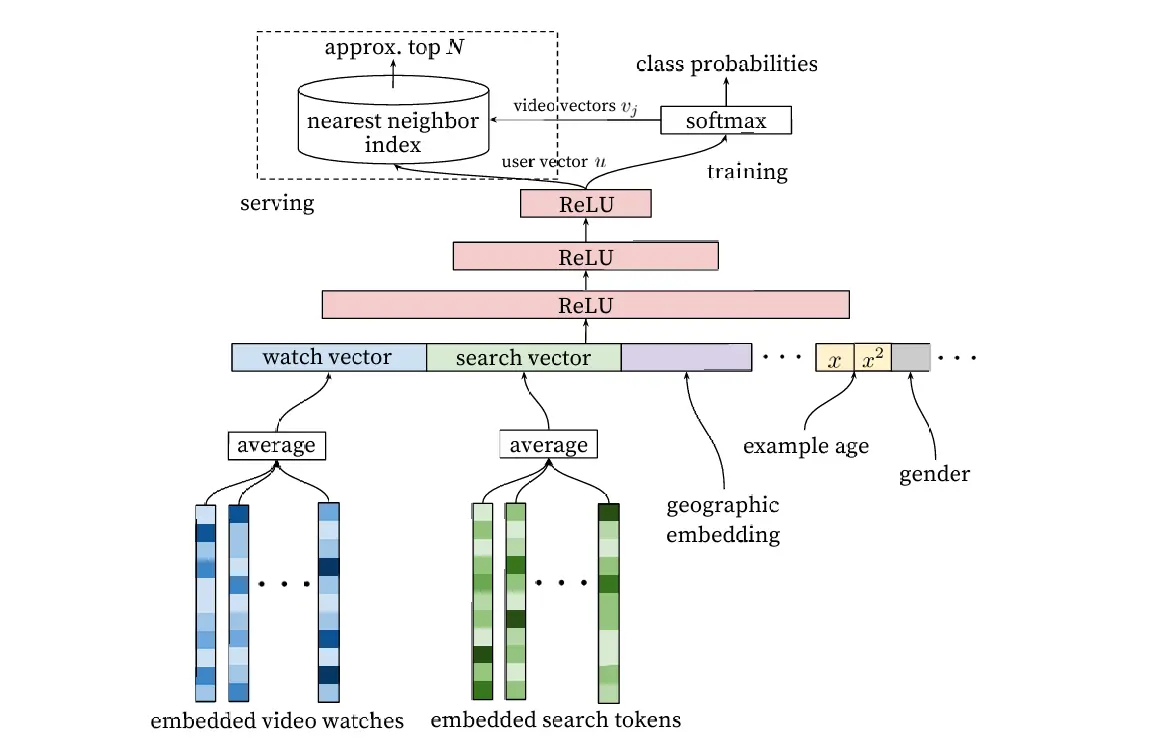 approx. top N
class probabilities
nearest neighbor
index
video vectors v_j
softmax
user vector u
training
serving
ReLU
ReLU
ReLU
watch vector
search vector
...
x
x²
...
average
average
example age
gender
geographic
embedding
...
...
embedded video watches
embedded search tokens